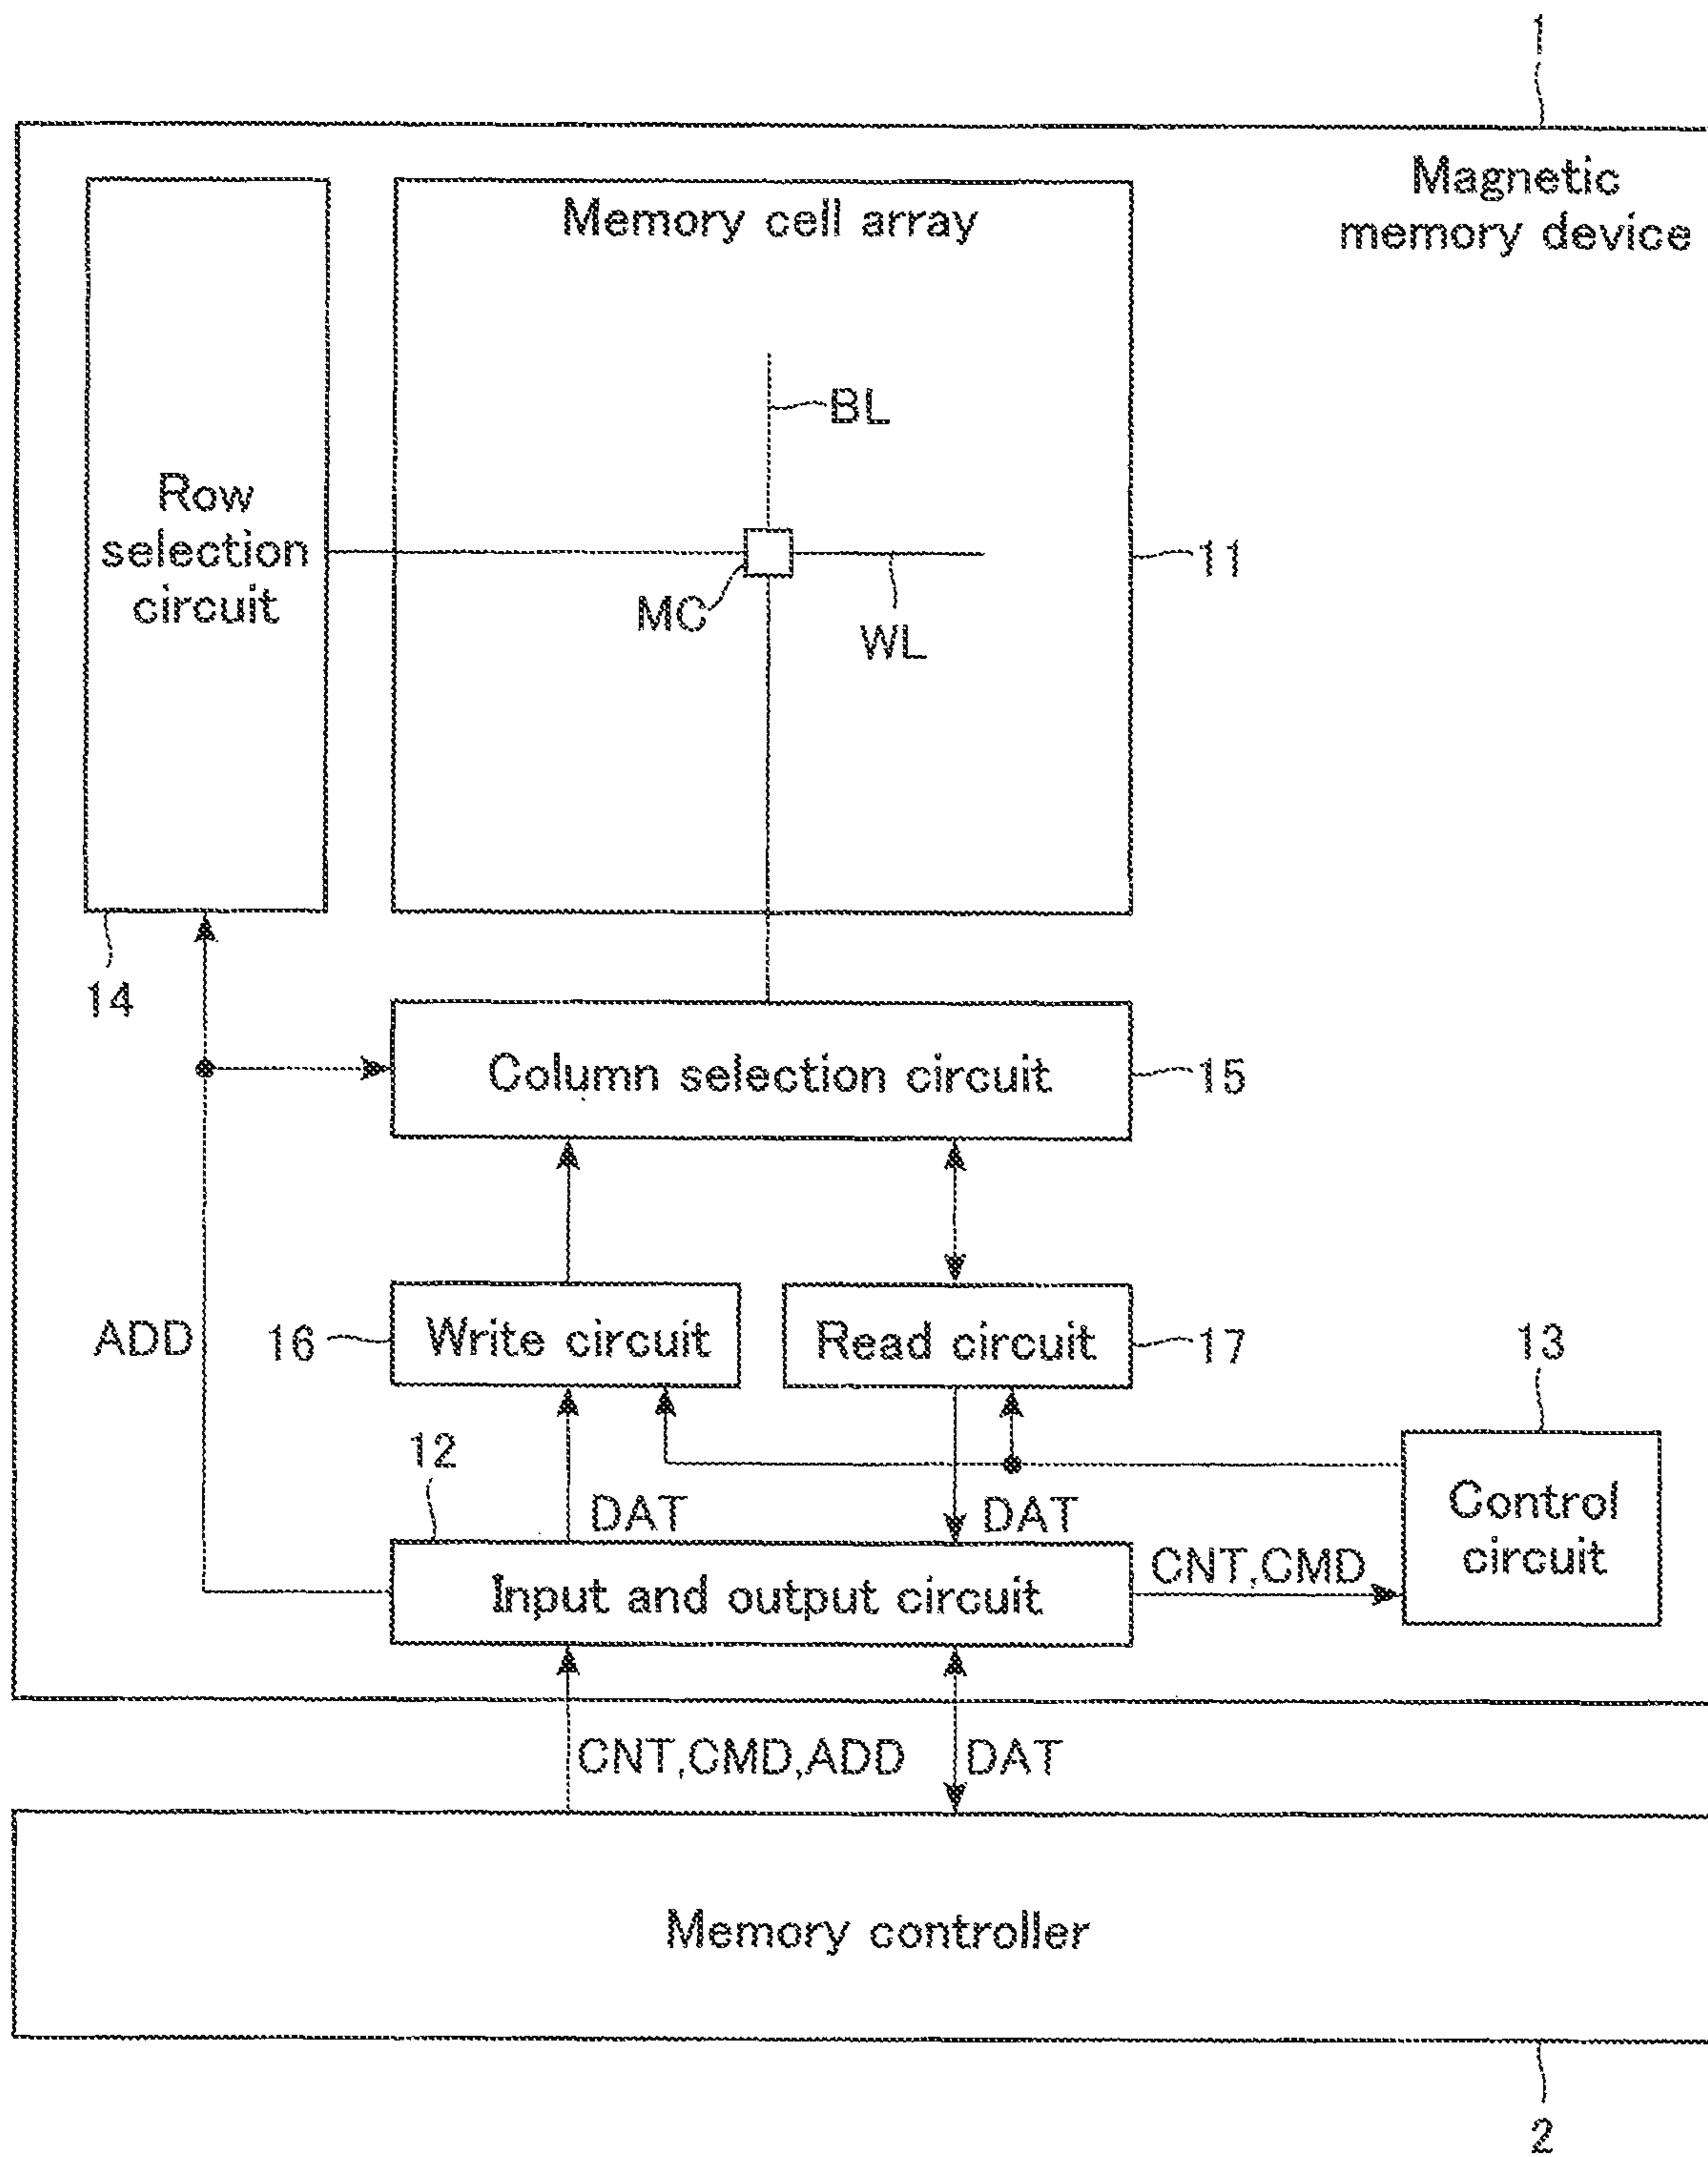 1
Magnetic
memory device
Memory cell array
BL
Row
selection
circuit
11
MC
WL
14
Column selection circuit
15
ADD
16
Write circuit
Read circuit
17
13
12
DAT
DAT
Control
circuit
CNT,CMD
Input and output circuit
CNT,CMD,ADD
DAT
Memory controller
2